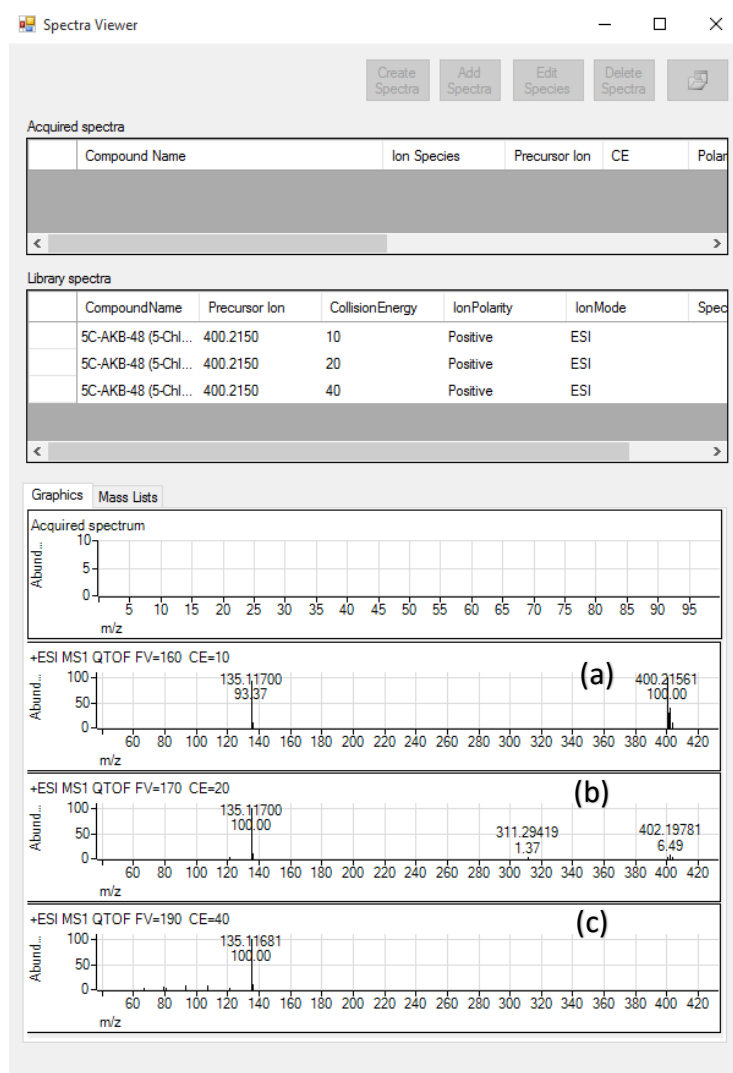 Spectra Viewer
Create Spectra Add Spectra Edit Species Delete Spectra
Acquired spectra
Compound Name Ion Species Precursor Ion CE Polar
Library spectra
CompoundName Precursor Ion CollisionEnergy IonPolarity IonMode Spec
5C-AKB-48 (5-Chl... 400.2150 10 Positive ESI
5C-AKB-48 (5-Chl... 400.2150 20 Positive ESI
5C-AKB-48 (5-Chl... 400.2150 40 Positive ESI
Graphics Mass Lists
Acquired spectrum
Abund...
10
5
0
5 10 15 20 25 30 35 40 45 50 55 60 65 70 75 80 85 90 95
m/z
+ESI MS1 QTOF FV=160 CE=10
(a)
Abund...
100 135.11700 400.21561
93.37 100.00
50
0
60 80 100 120 140 160 180 200 220 240 260 280 300 320 340 360 380 400 420
m/z
+ESI MS1 QTOF FV=170 CE=20
(b)
Abund...
100 135.11700
100.00
50 311.29419 402.19781
1.37 6.49
0
60 80 100 120 140 160 180 200 220 240 260 280 300 320 340 360 380 400 420
m/z
+ESI MS1 QTOF FV=190 CE=40
(c)
Abund...
100 135.11681
100.00
50
0
60 80 100 120 140 160 180 200 220 240 260 280 300 320 340 360 380 400 420
m/z